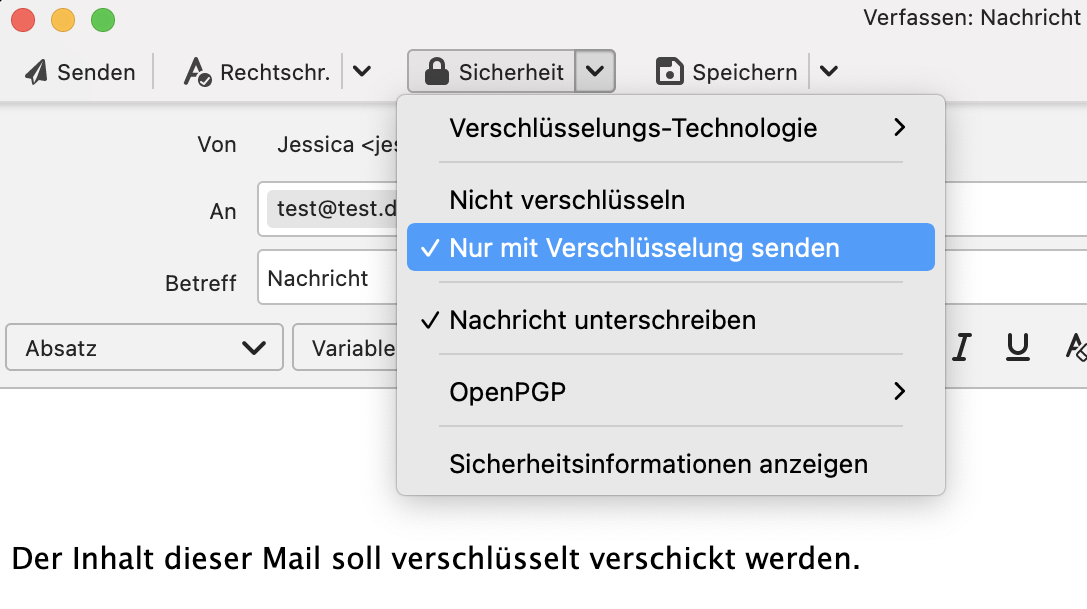 Verfassen: Nachricht
Senden Rechtschr. Sicherheit Speichern
Verschlüsselungs-Technologie
Von Jessica <jes
Nicht verschlüsseln
An test@test.d
Nur mit Verschlüsselung senden
Betreff Nachricht
Nachricht unterschreiben
Absatz Variable
OpenPGP
Sicherheitsinformationen anzeigen
Der Inhalt dieser Mail soll verschlüsselt verschickt werden.